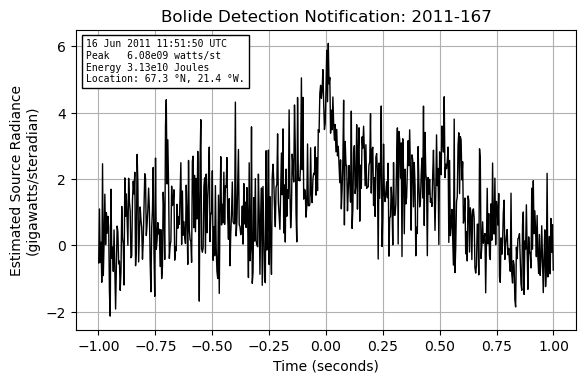 Bolide Detection Notification: 2011-167
16 Jun 2011 11:51:50 UTC
Peak   6.08e09 watts/st
Energy 3.13e10 Joules
Location: 67.3 °N, 21.4 °W.
Estimated Source Radiance
(gigawatts/steradian)
6
4
2
0
−2
−1.00 −0.75 −0.50 −0.25 0.00 0.25 0.50 0.75 1.00
Time (seconds)